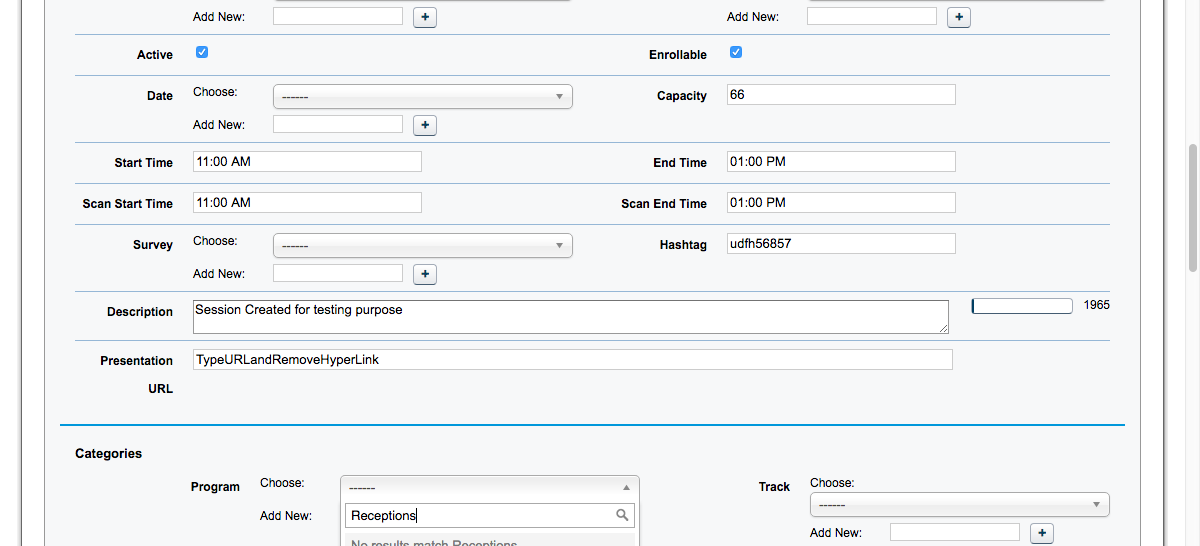 Add New: + Add New: +
Active Enrollable
Date Choose: ------ Capacity 66
Add New: +
Start Time 11:00 AM End Time 01:00 PM
Scan Start Time 11:00 AM Scan End Time 01:00 PM
Survey Choose: ------ Hashtag udfh56857
Add New: +
Description Session Created for testing purpose 1965
Presentation TypeURLandRemoveHyperLink
URL
Categories
Program Choose: ------ Track Choose:
------
Add New: Receptions Add New: +
No results match Receptions